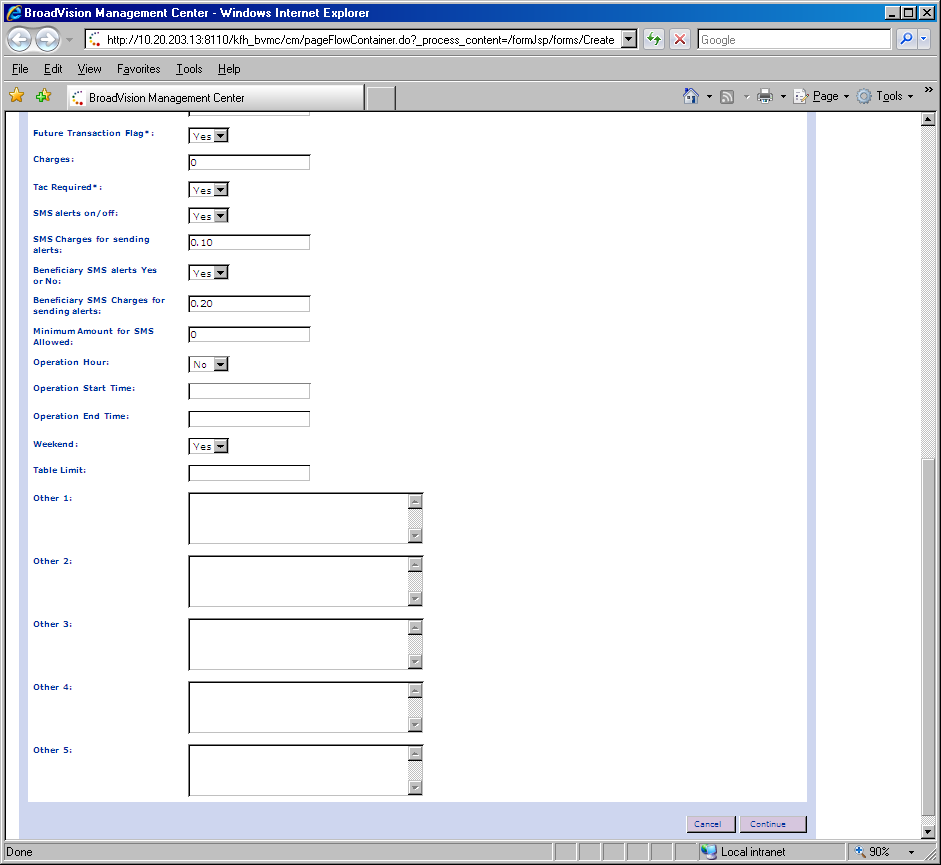 BroadVision Management Center - Windows Internet Explorer
http://10.20.203.13:8110/kfh_bvmc/cm/pageFlowContainer.do?_process_content=/formJsp/forms/Create
Google
File Edit View Favorites Tools Help
BroadVision Management Center
Page Tools »
Future Transaction Flag*: Yes
Charges: 0
Tac Required*: Yes
SMS alerts on/off: Yes
SMS Charges for sending
alerts: 0.10
Beneficiary SMS alerts Yes
or No: Yes
Beneficiary SMS Charges for
sending alerts: 0.20
Minimum Amount for SMS
Allowed: 0
Operation Hour: No
Operation Start Time:
Operation End Time:
Weekend: Yes
Table Limit:
Other 1:
Other 2:
Other 3:
Other 4:
Other 5:
Cancel Continue
Done Local intranet 90%